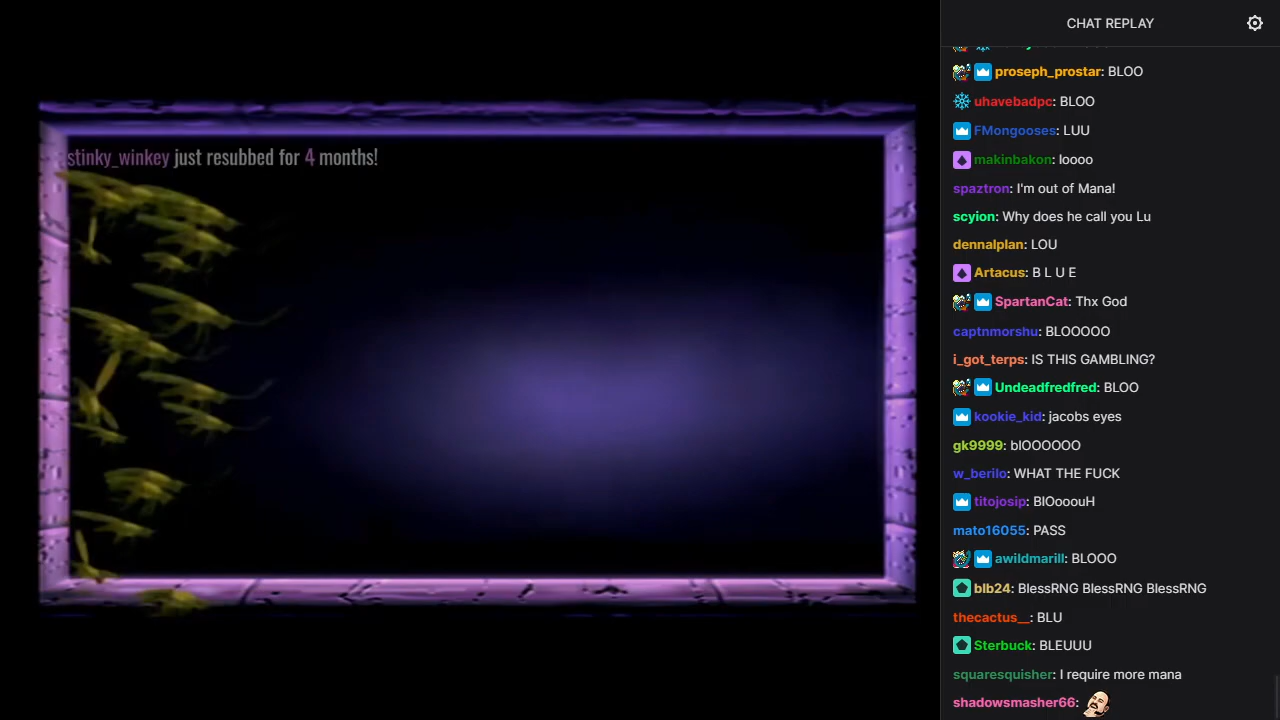 stinky_winkey just resubbed for 4 months!
CHAT REPLAY
proseph_prostar: BLOO
uhavebadpc: BLOO
FMongooses: LUU
makinbakon: loooo
spaztron: I'm out of Mana!
scyion: Why does he call you Lu
dennalplan: LOU
Artacus: B L U E
SpartanCat: Thx God
captnmorshu: BLOOOOO
i_got_terps: IS THIS GAMBLING?
Undeadfredfred: BLOO
kookie_kid: jacobs eyes
gk9999: blOOOOOO
w_berilo: WHAT THE FUCK
titojosip: BlOooouH
mato16055: PASS
awildmarill: BLOOO
blb24: BlessRNG BlessRNG BlessRNG
thecactus__: BLU
Sterbuck: BLEUUU
squaresquisher: I require more mana
shadowsmasher66: